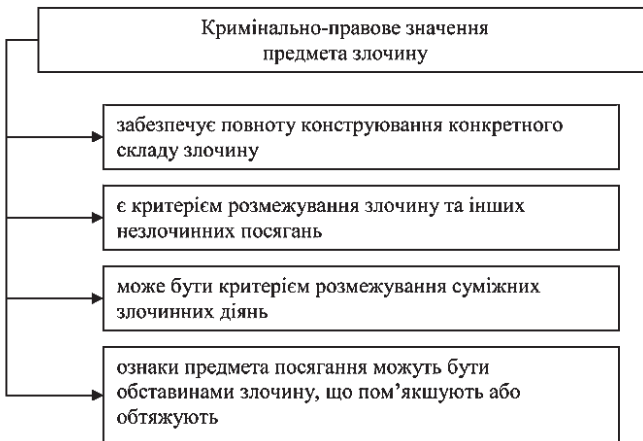 Кримінально-правове значення
предмета злочину
забезпечує повноту конструювання конкретного
складу злочину
є критерієм розмежування злочину та інших
незлочинних посягань
може бути критерієм розмежування суміжних
злочинних діянь
ознаки предмета посягання можуть бути
обставинами злочину, що пом’якшують або
обтяжують